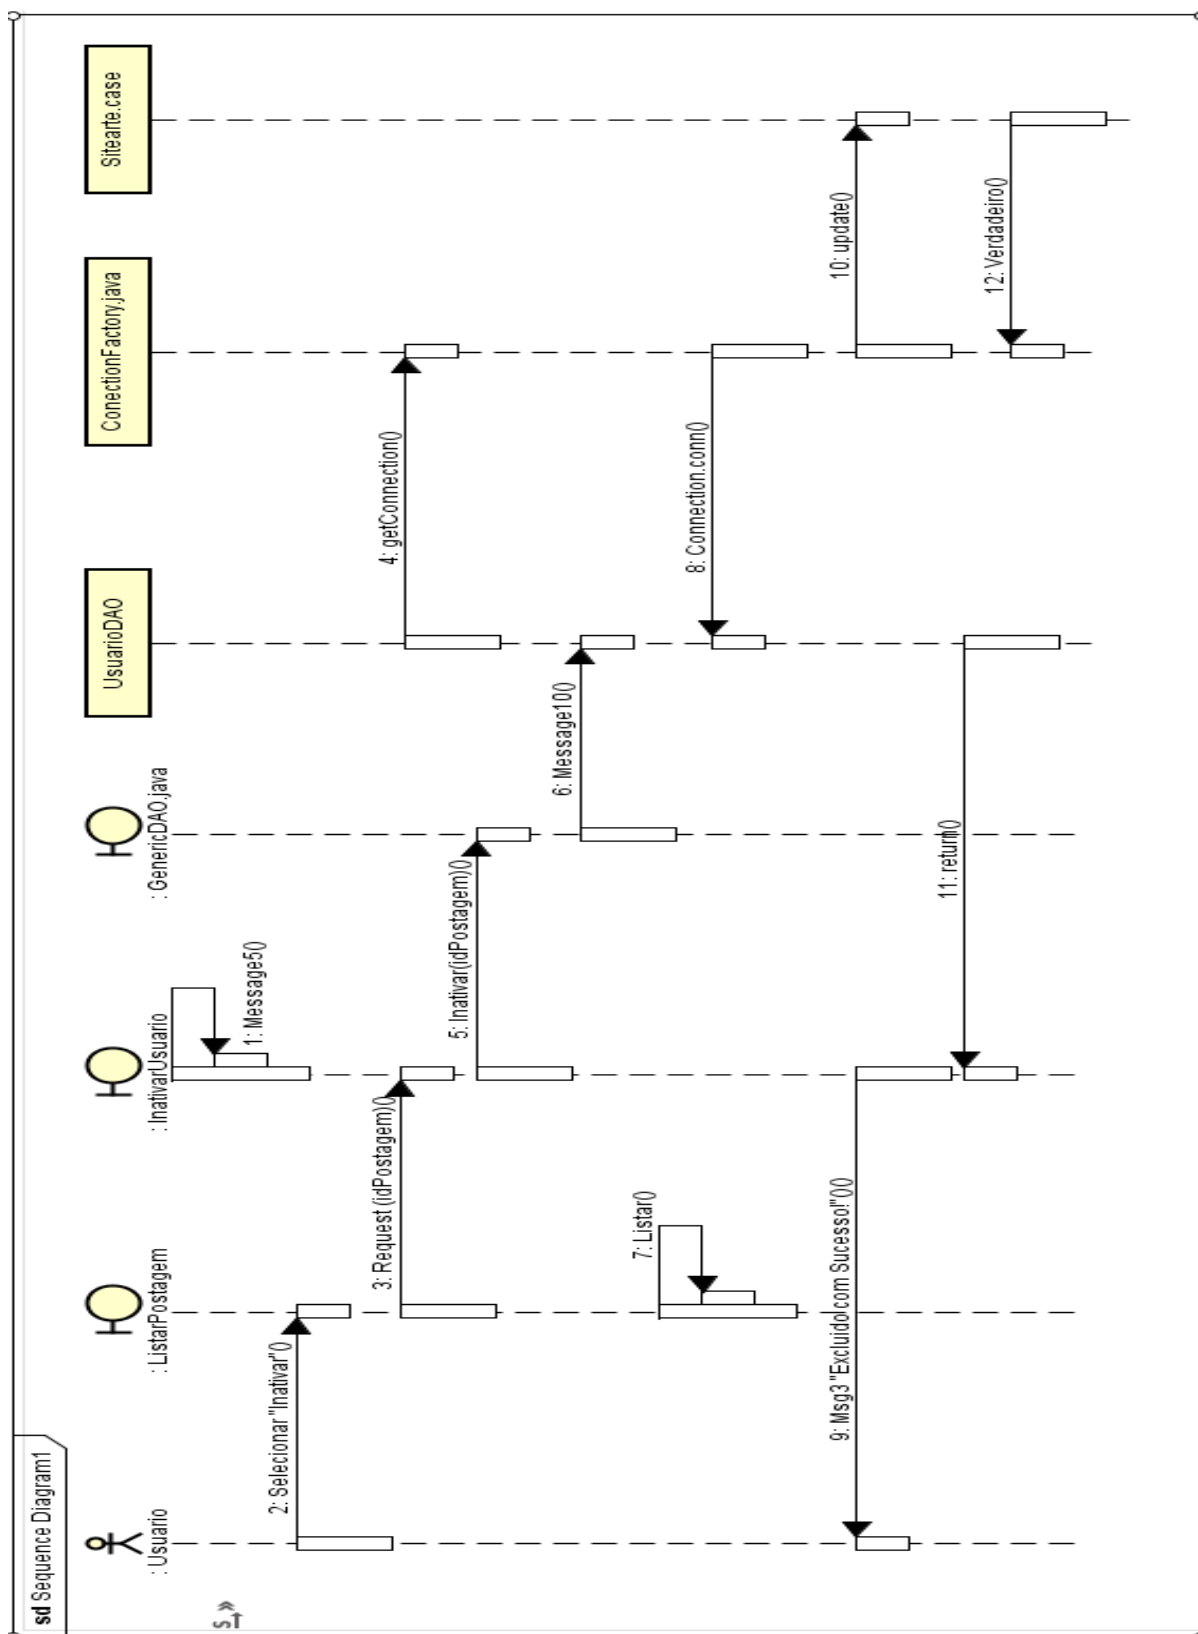 sd Sequence Diagram1
: Usuario
: ListarPostagem
: InativarUsuario
: GenericDAO.java
UsuarioDAO
ConectionFactory.java
Sitearte.case
1: Message5()
2: Selecionar "Inativar"()
3: Request (idPostagem)()
4: getConnection()
5: Inativar(idPostagem)()
6: Message10()
7: Listar()
8: Connection.conn()
9: Msg3 "Excluido com Sucesso!"()()
10: update()
11: return()
12: Verdadeiro()